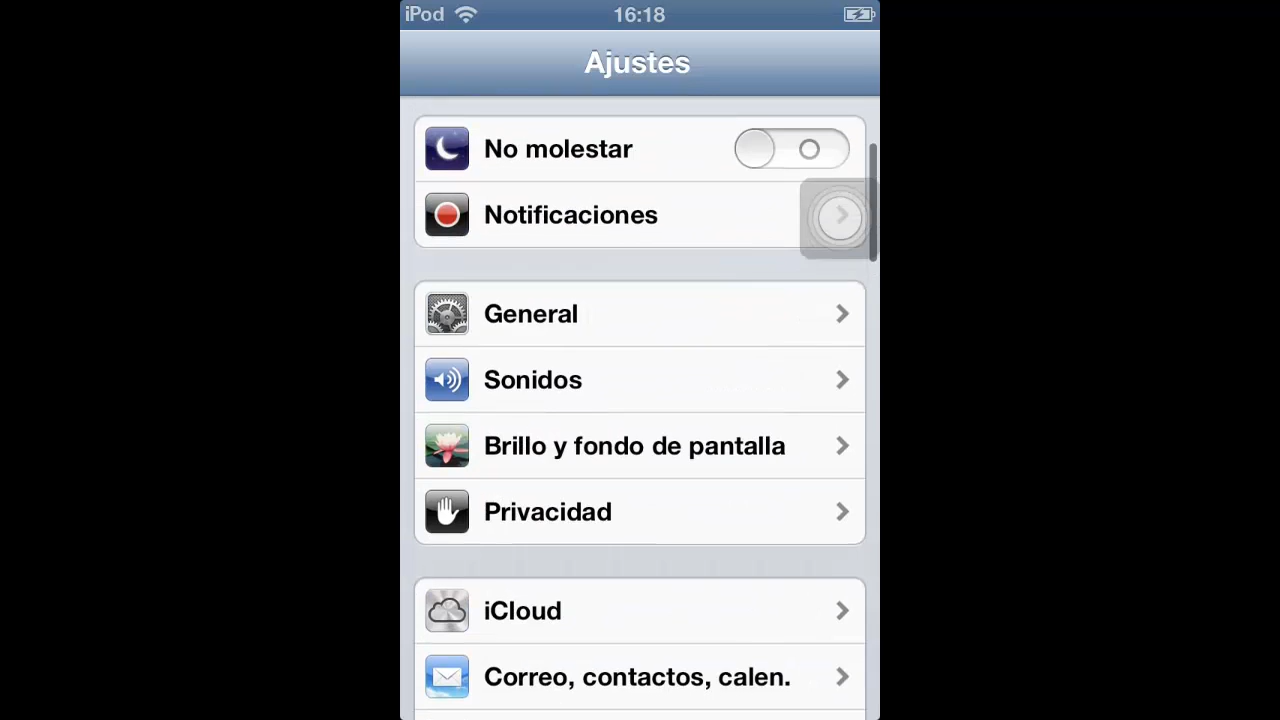 iPod 16:18
Ajustes
No molestar
Notificaciones
General
Sonidos
Brillo y fondo de pantalla
Privacidad
iCloud
Correo, contactos, calen.